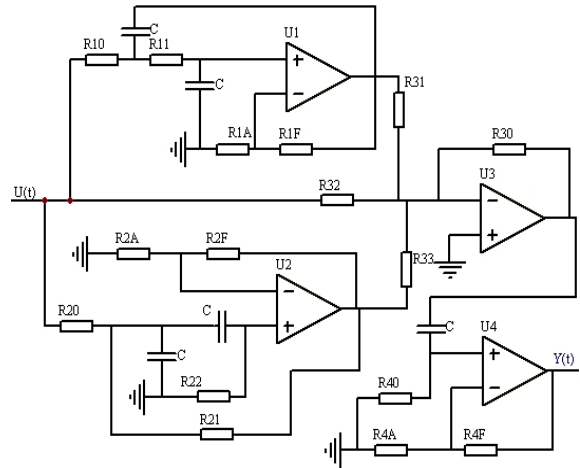 C
U1
R10
R11
C
R31
R1A
R1F
R30
U3
U(t)
R32
R2A
R2F
U2
R33
R20
C
C
U4
Y(t)
C
R22
R40
R21
R4A
R4F
+
−
−
+
−
+
+
−